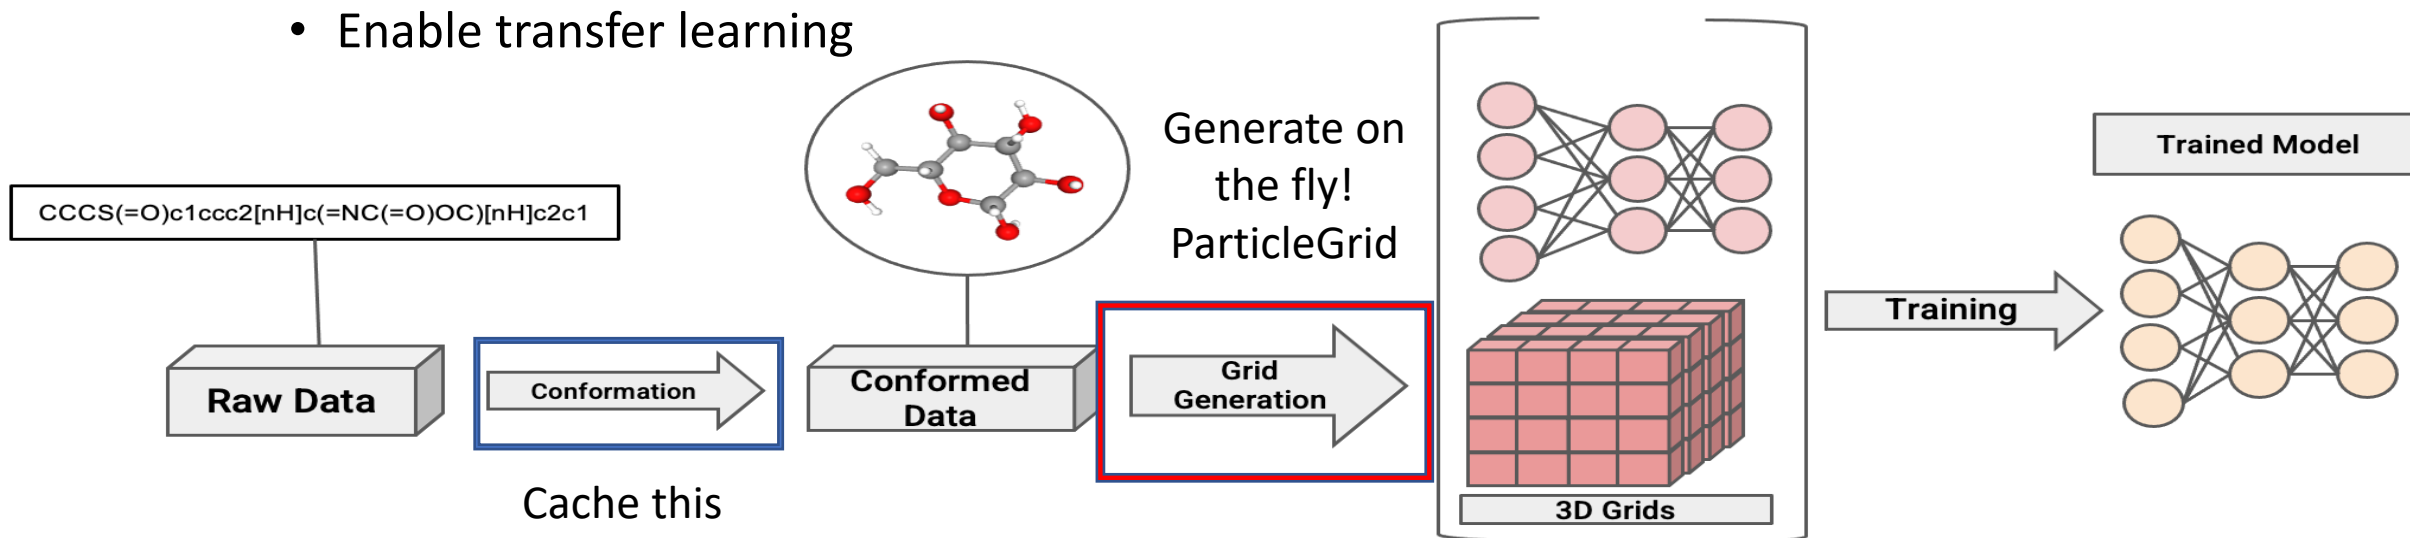 • Enable transfer learning
CCCS(=O)c1ccc2[nH]c(=NC(=O)OC)[nH]c2c1
Raw Data
Conformation
Cache this
Conformed
Data
Generate on
the fly!
ParticleGrid
Grid
Generation
3D Grids
Training
Trained Model